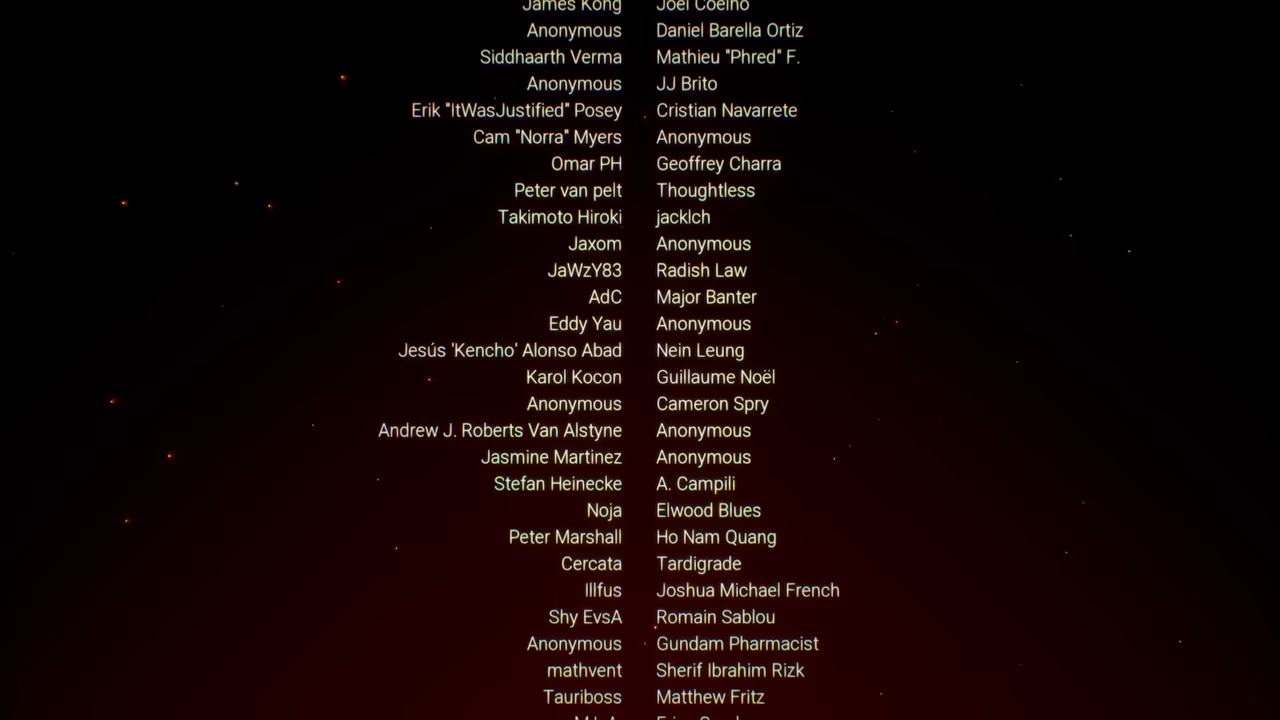 James Kong Joel Coelho
Anonymous Daniel Barella Ortiz
Siddhaarth Verma Mathieu "Phred" F.
Anonymous JJ Brito
Erik "ItWasJustified" Posey Cristian Navarrete
Cam "Norra" Myers Anonymous
Omar PH Geoffrey Charra
Peter van pelt Thoughtless
Takimoto Hiroki jacklch
Jaxom Anonymous
JaWzY83 Radish Law
AdC Major Banter
Eddy Yau Anonymous
Jesús 'Kencho' Alonso Abad Nein Leung
Karol Kocon Guillaume Noël
Anonymous Cameron Spry
Andrew J. Roberts Van Alstyne Anonymous
Jasmine Martinez Anonymous
Stefan Heinecke A. Campili
Noja Elwood Blues
Peter Marshall Ho Nam Quang
Cercata Tardigrade
Illfus Joshua Michael French
Shy EvsA Romain Sablou
Anonymous Gundam Pharmacist
mathvent Sherif Ibrahim Rizk
Tauriboss Matthew Fritz